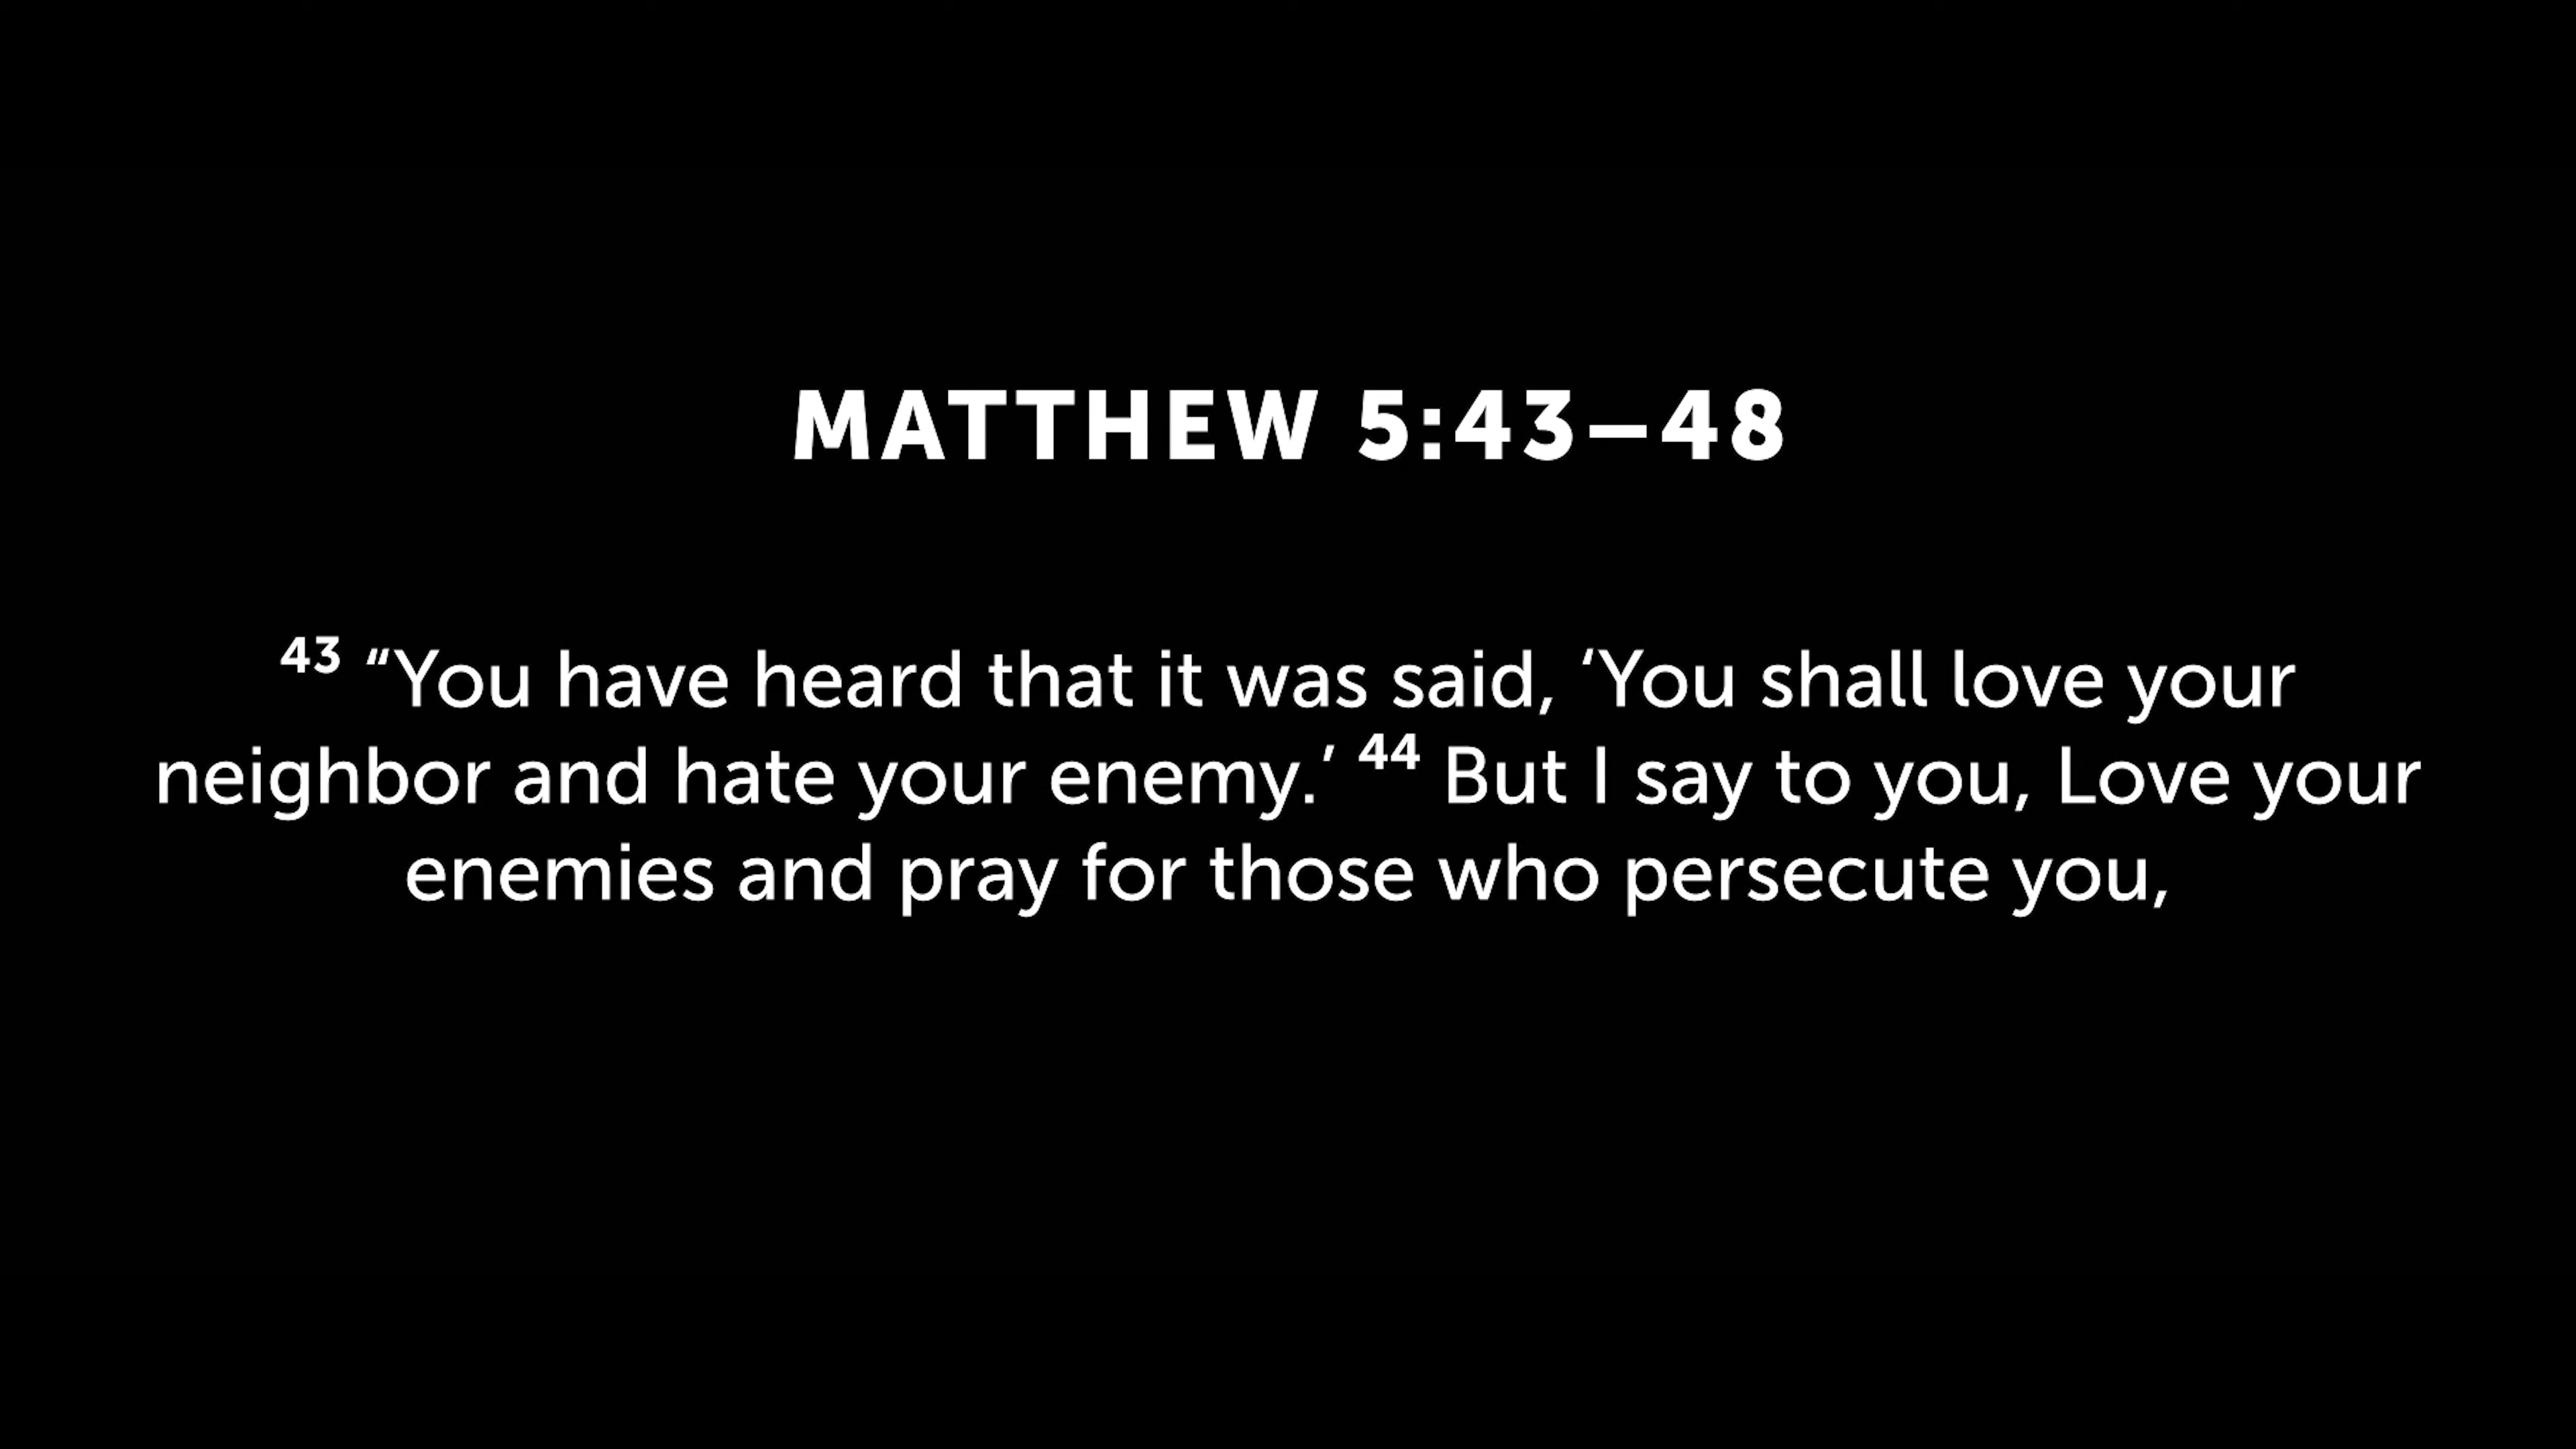 MATTHEW 5:43–48
43 “You have heard that it was said, ‘You shall love your
neighbor and hate your enemy.’ 44 But I say to you, Love your
enemies and pray for those who persecute you,